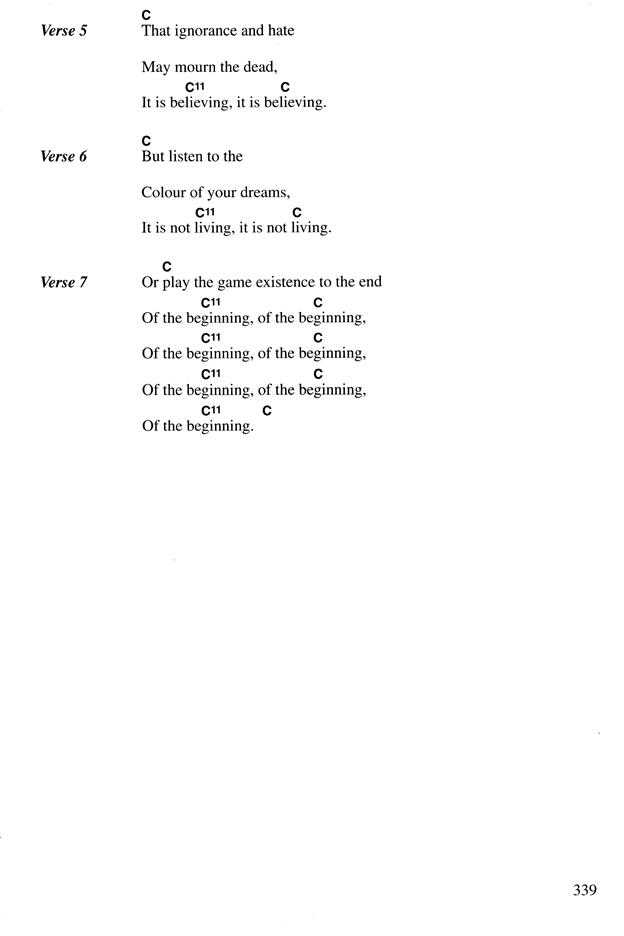 C
Verse 5 That ignorance and hate
May mourn the dead,
C11 C
It is believing, it is believing.
C
Verse 6 But listen to the
Colour of your dreams,
C11 C
It is not living, it is not living.
C
Verse 7 Or play the game existence to the end
C11 C
Of the beginning, of the beginning,
C11 C
Of the beginning, of the beginning,
C11 C
Of the beginning, of the beginning,
C11 C
Of the beginning.
339